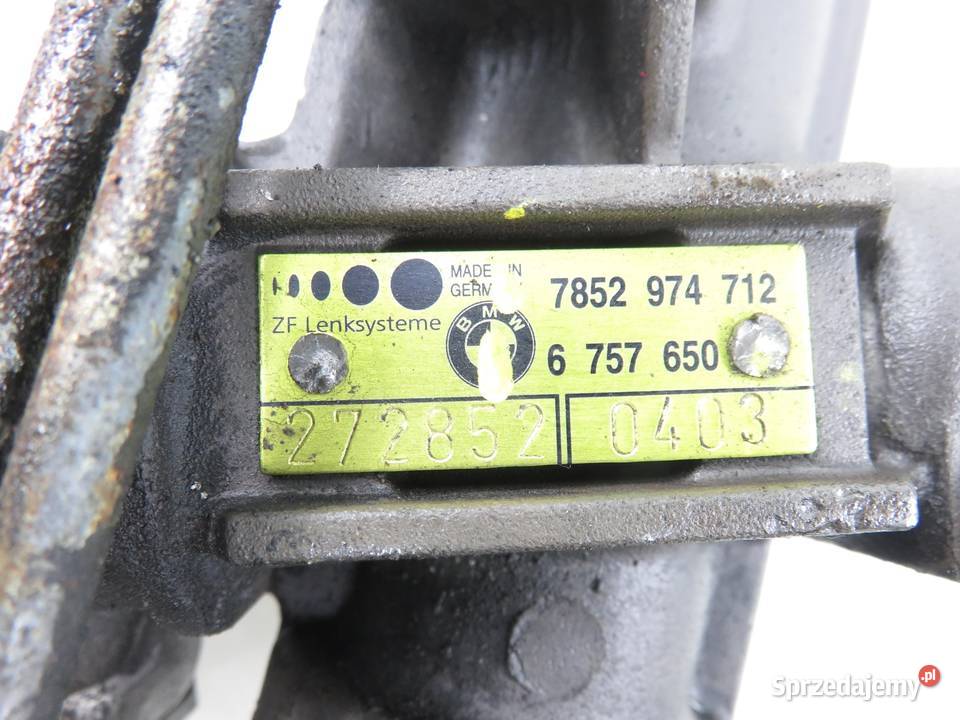 MADE IN
GERM
7852 974 712
ZF Lenksysteme
BMW
6 757 650
272852
0403
Sprzedajemy.pl